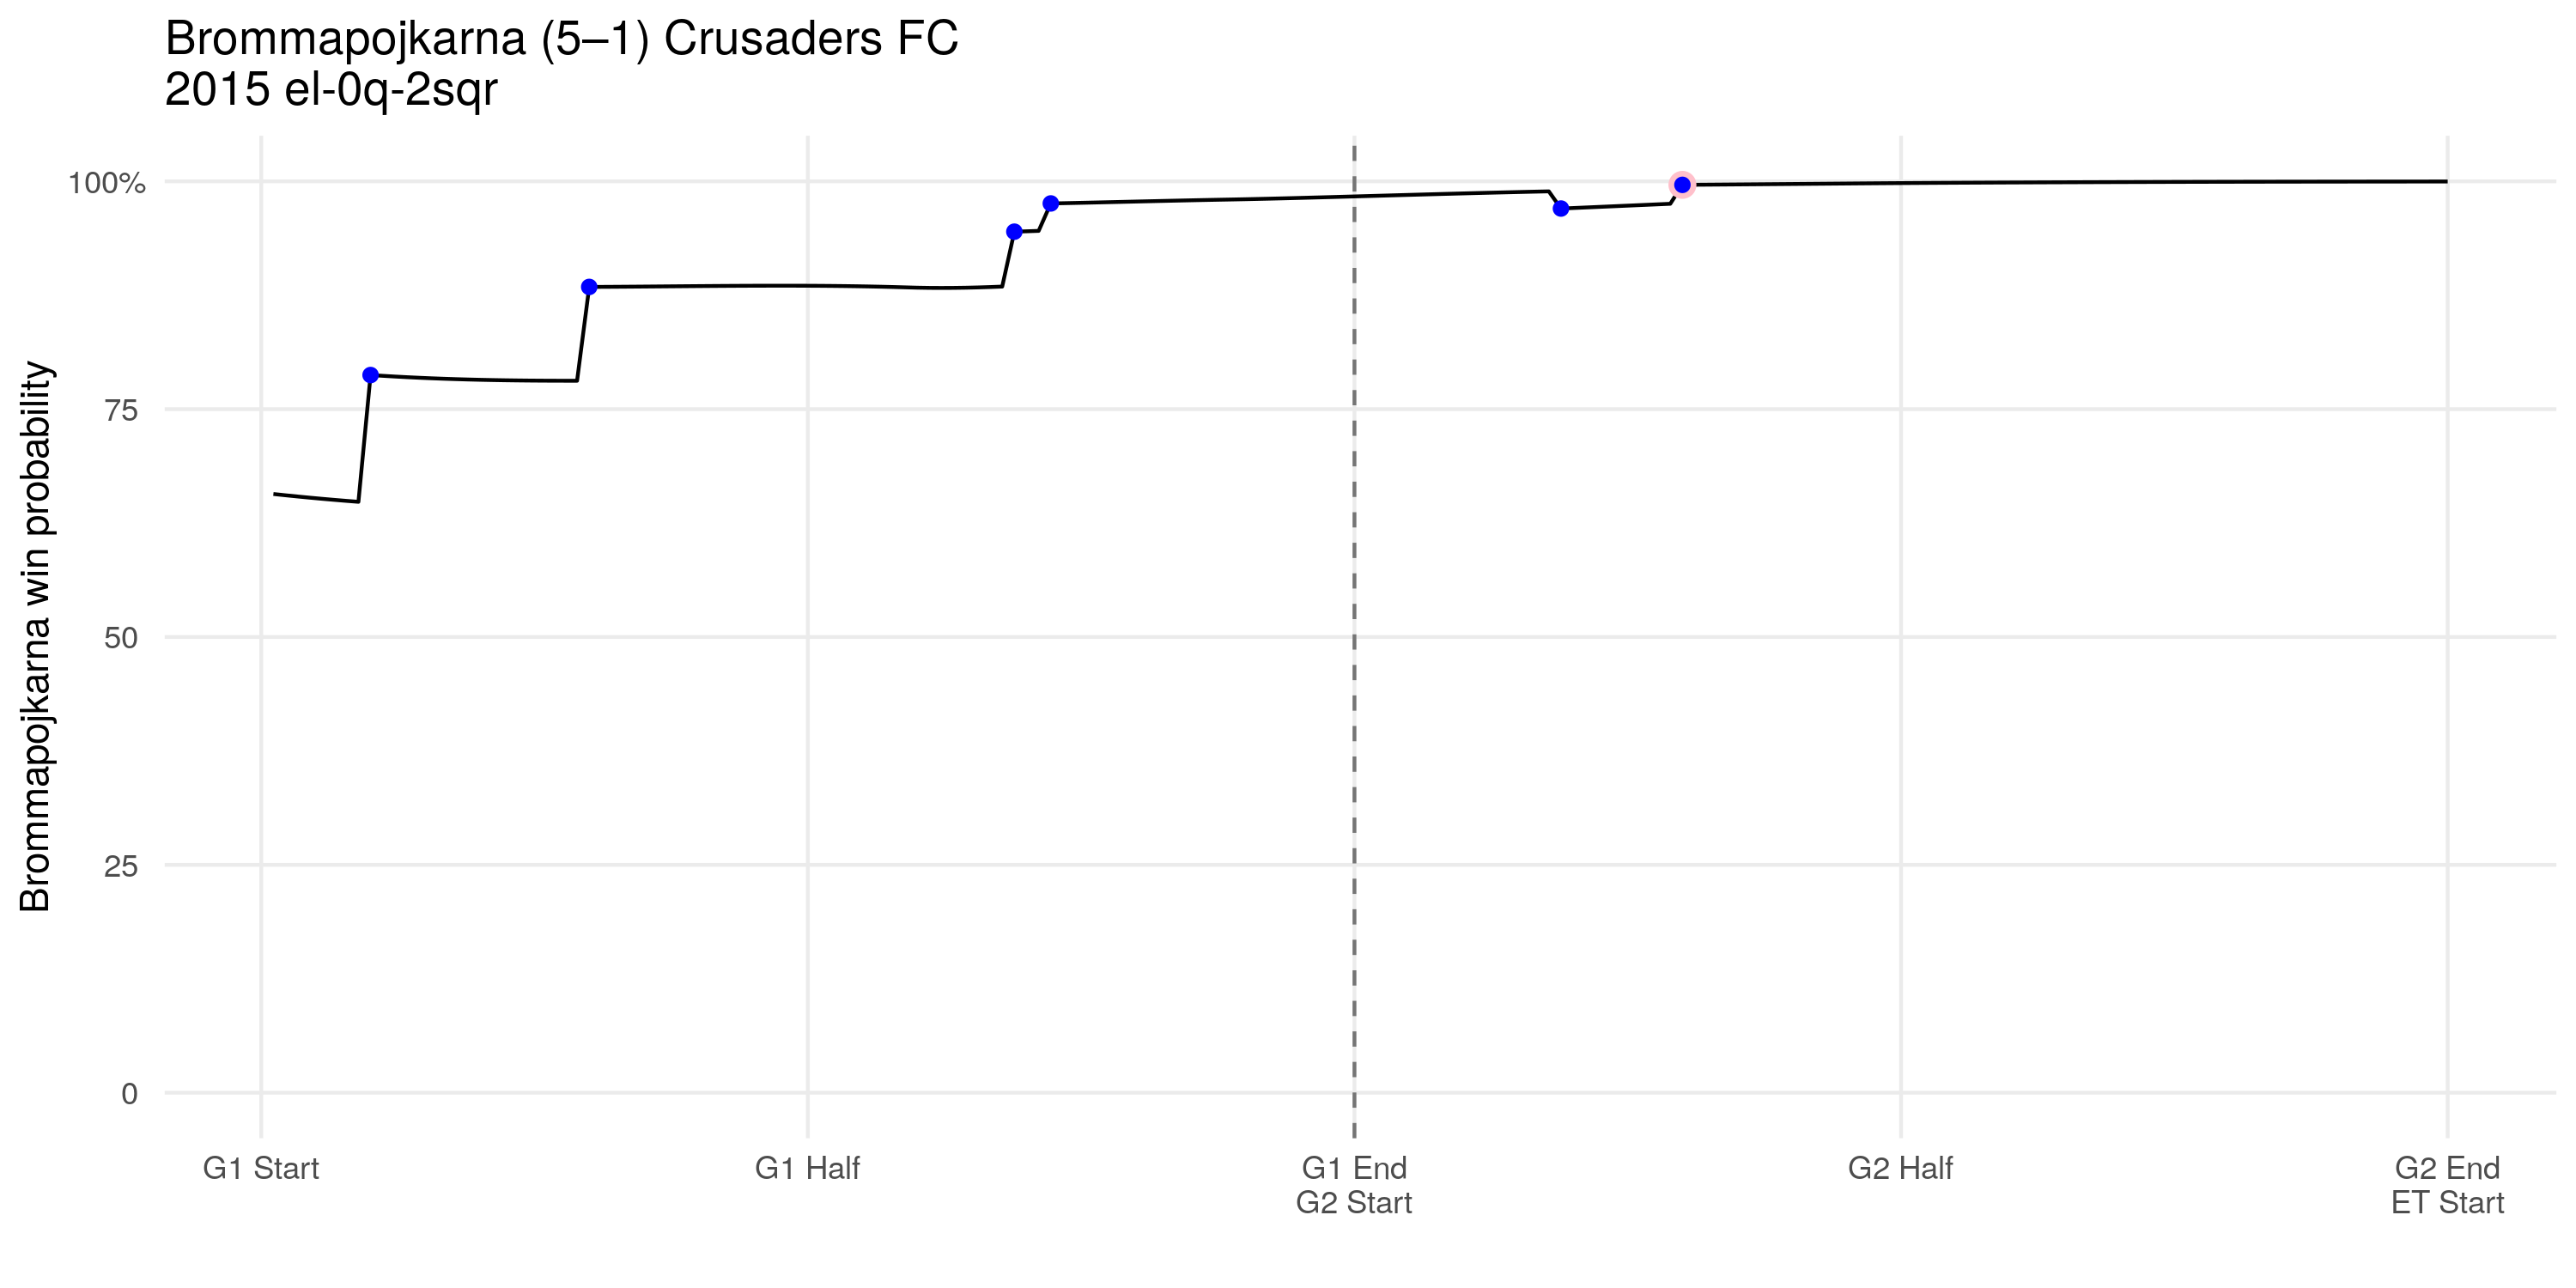 Brommapojkarna (5–1) Crusaders FC
2015 el-0q-2sqr
Brommapojkarna win probability
100%
75
50
25
0
G1 Start
G1 Half
G1 End
G2 Start
G2 Half
G2 End
ET Start